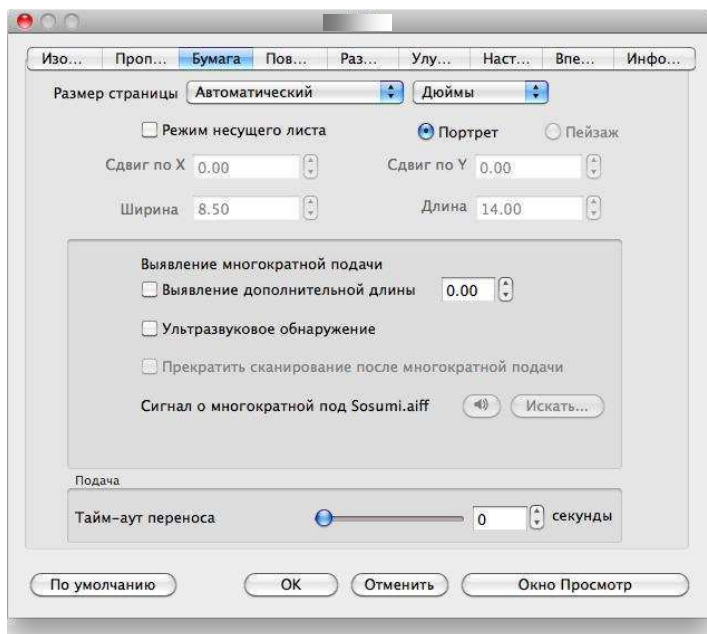 Изо... Проп... Бумага Пов... Раз... Улу... Наст... Впе... Инфо...
Размер страницы Автоматический Дюймы
Режим несущего листа Портрет Пейзаж
Сдвиг по X 0.00 Сдвиг по Y 0.00
Ширина 8.50 Длина 14.00
Выявление многократной подачи
Выявление дополнительной длины 0.00
Ультразвуковое обнаружение
Прекратить сканирование после многократной подачи
Сигнал о многократной под Sosumi.aiff Искать...
Подача
Тайм-аут переноса 0 секунды
По умолчанию OK Отменить Окно Просмотр